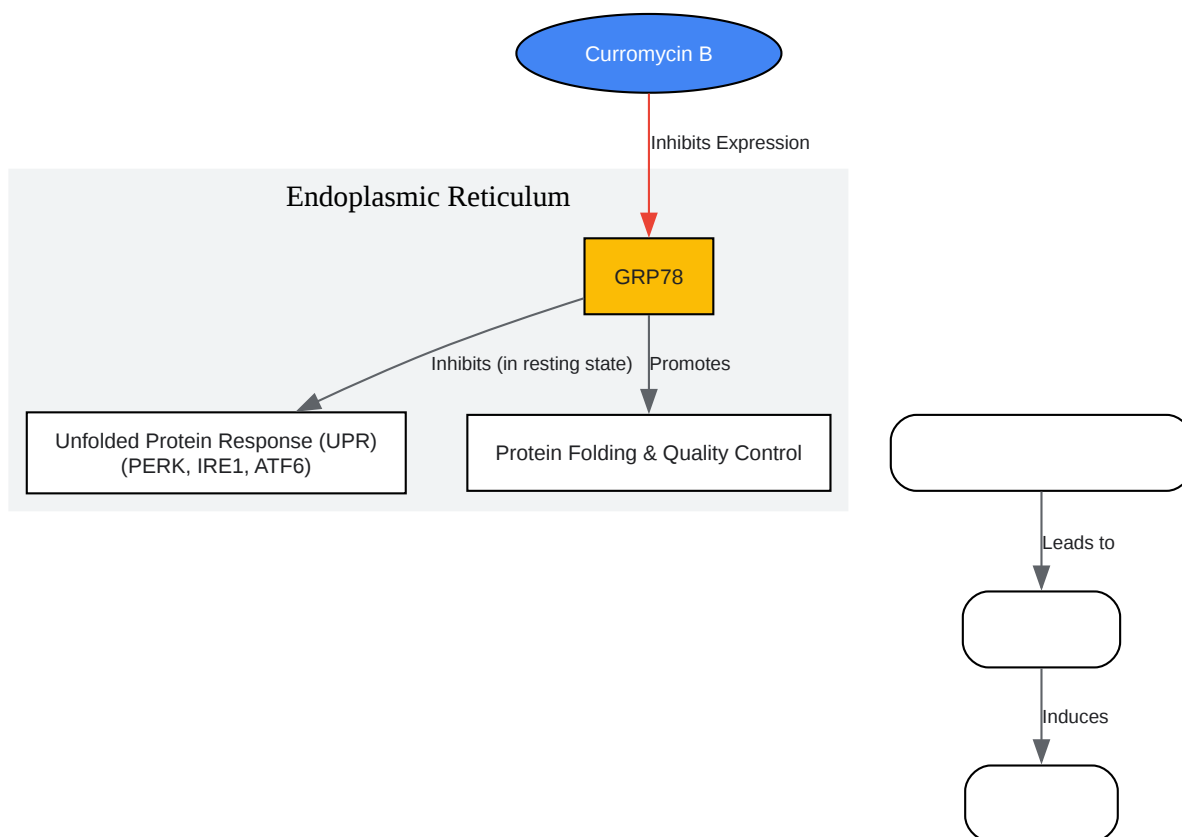 Curromycin B
Inhibits Expression
Endoplasmic Reticulum
GRP78
Inhibits (in resting state)
Promotes
Unfolded Protein Response (UPR)
(PERK, IRE1, ATF6)
Protein Folding & Quality Control
Leads to
Induces